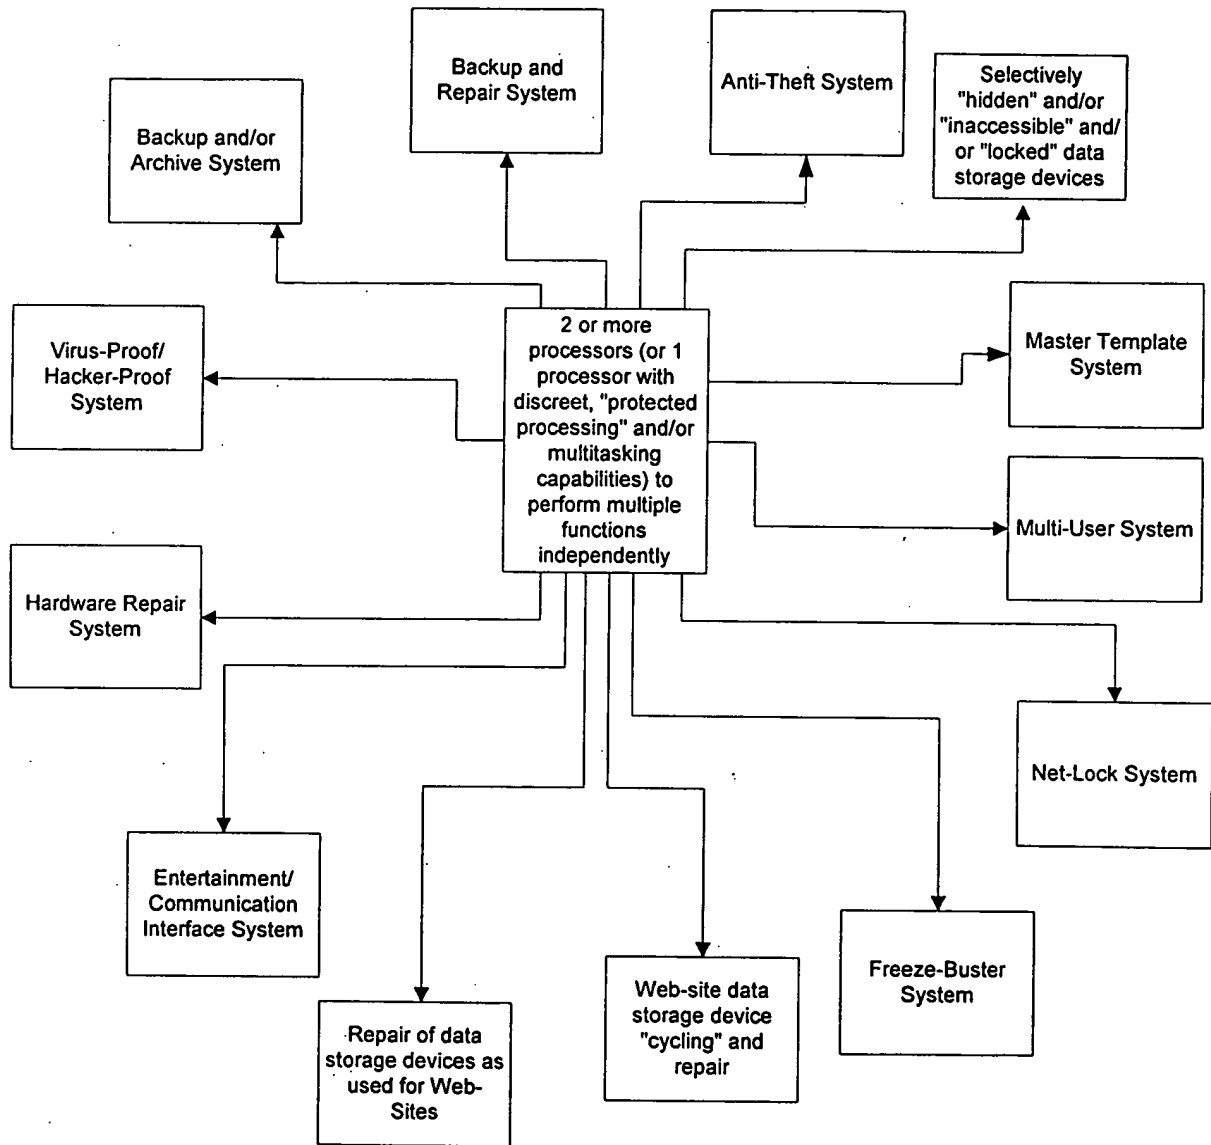 Backup and
Repair System
Anti-Theft System
Selectively
"hidden" and/or
"inaccessible" and/
or "locked" data
storage devices
Backup and/or
Archive System
Virus-Proof/
Hacker-Proof
System
2 or more
processors (or 1
processor with
discreet, "protected
processing" and/or
multitasking
capabilities) to
perform multiple
functions
independently
Master Template
System
Multi-User System
Hardware Repair
System
Net-Lock System
Entertainment/
Communication
Interface System
Freeze-Buster
System
Web-site data
storage device
"cycling" and
repair
Repair of data
storage devices as
used for Web-
Sites